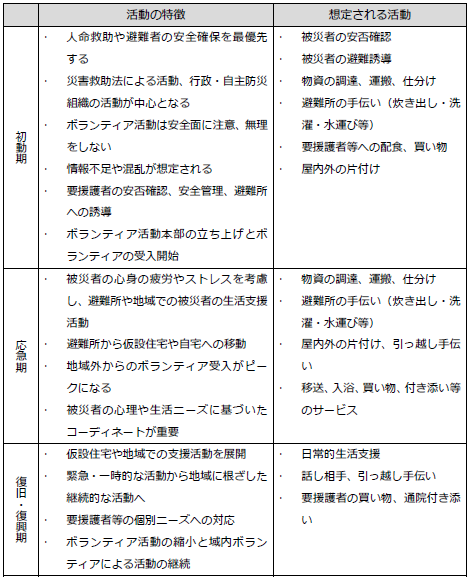 活動の特徴
想定される活動
初動期
・ 人命救助や避難者の安全確保を最優先
する
・ 災害救助法による活動、行政・自主防災
組織の活動が中心となる
・ ボランティア活動は安全面に注意、無理
をしない
・ 情報不足や混乱が想定される
・ 要援護者の安否確認、安全管理、避難所
への誘導
・ ボランティア活動本部の立ち上げとボ
ランティアの受入開始
・ 被災者の安否確認
・ 被災者の避難誘導
・ 物資の調達、運搬、仕分け
・ 避難所の手伝い（炊き出し・洗
濯・水運び等）
・ 要援護者等への配食、買い物
・ 屋内外の片付け
応急期
・ 被災者の心身の疲労やストレスを考慮
し、避難所や地域での被災者の生活支援
活動
・ 避難所から仮設住宅や自宅への移動
・ 地域外からのボランティア受入がピー
クになる
・ 被災者の心理や生活ニーズに基づいた
コーディネートが重要
・ 物資の調達、運搬、仕分け
・ 避難所の手伝い（炊き出し・洗
濯・水運び等）
・ 屋内外の片付け、引っ越し手伝
い
・ 移送、入浴、買い物、付き添い等
のサービス
復旧・復興期
・ 仮設住宅や地域での支援活動を展開
・ 緊急・一時的な活動から地域に根ざした
継続的な活動へ
・ 要援護者等の個別ニーズへの対応
・ ボランティア活動の縮小と域内ボラン
ティアによる活動の継続
・ 日常的生活支援
・ 話し相手、引っ越し手伝い
・ 要援護者の買い物、通院付き添
い